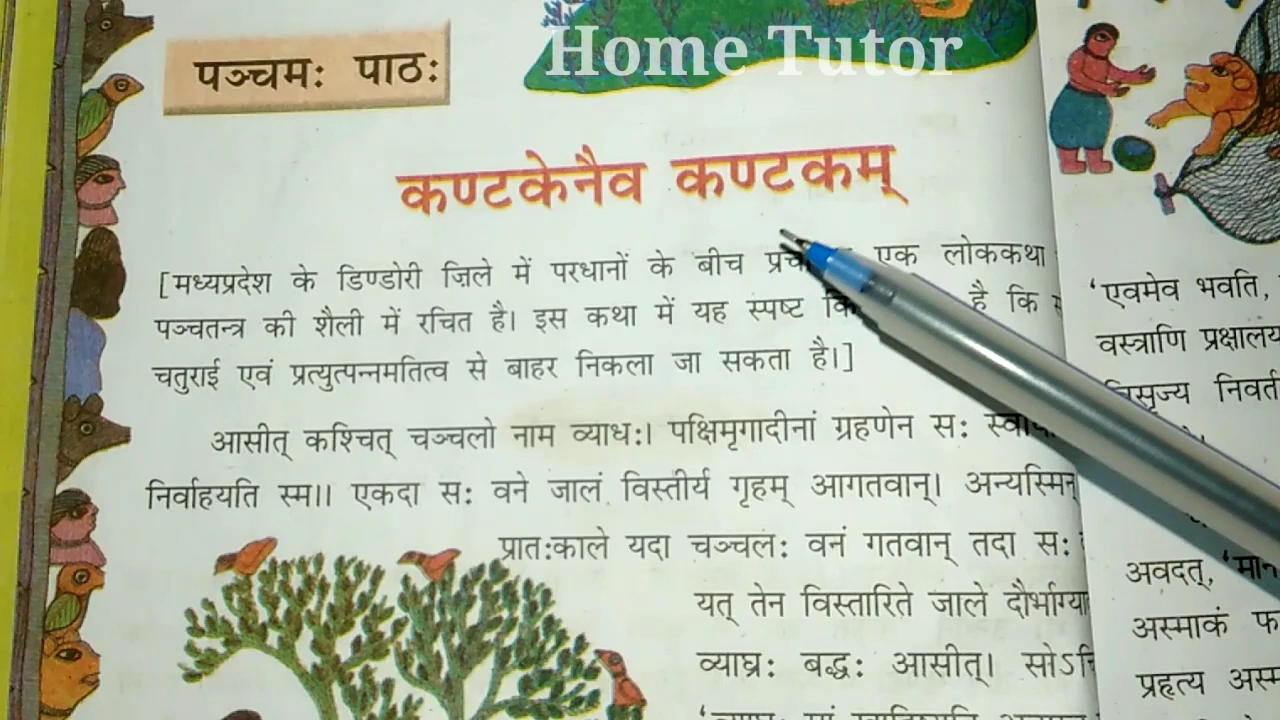 Home Tutor
पञ्चमः पाठः
कण्टकेनैव कण्टकम्
[मध्यप्रदेश के डिण्डोरी ज़िले में परधानों के बीच एक लोककथा
पञ्चतन्त्र की शैली में रचित है। इस कथा में यह स्पष्ट है कि
चतुराई एवं प्रत्युत्पन्नमतित्व से बाहर निकला जा सकता है।]
आसीत् कश्चित् चञ्चलो नाम व्याधः। पक्षिमृगादीनां ग्रहणेन सः
निर्वाहयति स्म।। एकदा सः वने जालं विस्तीर्य गृहम् आगतवान्। अन्यस्मिन्
प्रातःकाले यदा चञ्चलः वनं गतवान् तदा सः
यत् तेन विस्तारिते जाले
व्याघ्रः बद्धः आसीत्।
‘एवमेव भवति,
वस्त्राणि
निवर्त
अवदत्,
अस्माकं
प्रहृत्य